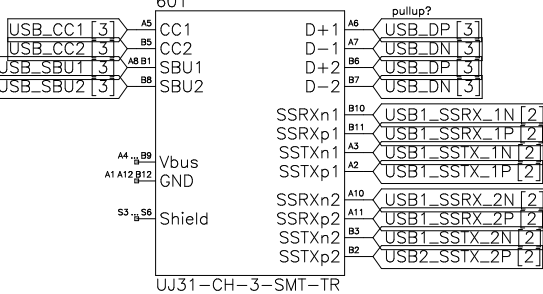 6U1
pullup?
USB_CC1 [3] A5 CC1 D+1 A6 USB_DP [3]
USB_CC2 [3] B5 CC2 D-1 A7 USB_DN [3]
USB_SBU1 [3] A8 B1 SBU1 D+2 B6 USB_DP [3]
USB_SBU2 [3] B8 SBU2 D-2 B7 USB_DN [3]
SSRXn1 B10 USB1_SSRX_1N [2]
SSRXp1 B11 USB1_SSRX_1P [2]
SSTXn1 A3 USB1_SSTX_1N [2]
A4 ... B9 Vbus SSTXp1 A2 USB1_SSTX_1P [2]
A1 A12 B12 GND
SSRXn2 A10 USB1_SSRX_2N [2]
S3 ... S6 Shield SSRXp2 A11 USB1_SSRX_2P [2]
SSTXn2 B3 USB1_SSTX_2N [2]
SSTXp2 B2 USB2_SSTX_2P [2]
UJ31-CH-3-SMT-TR